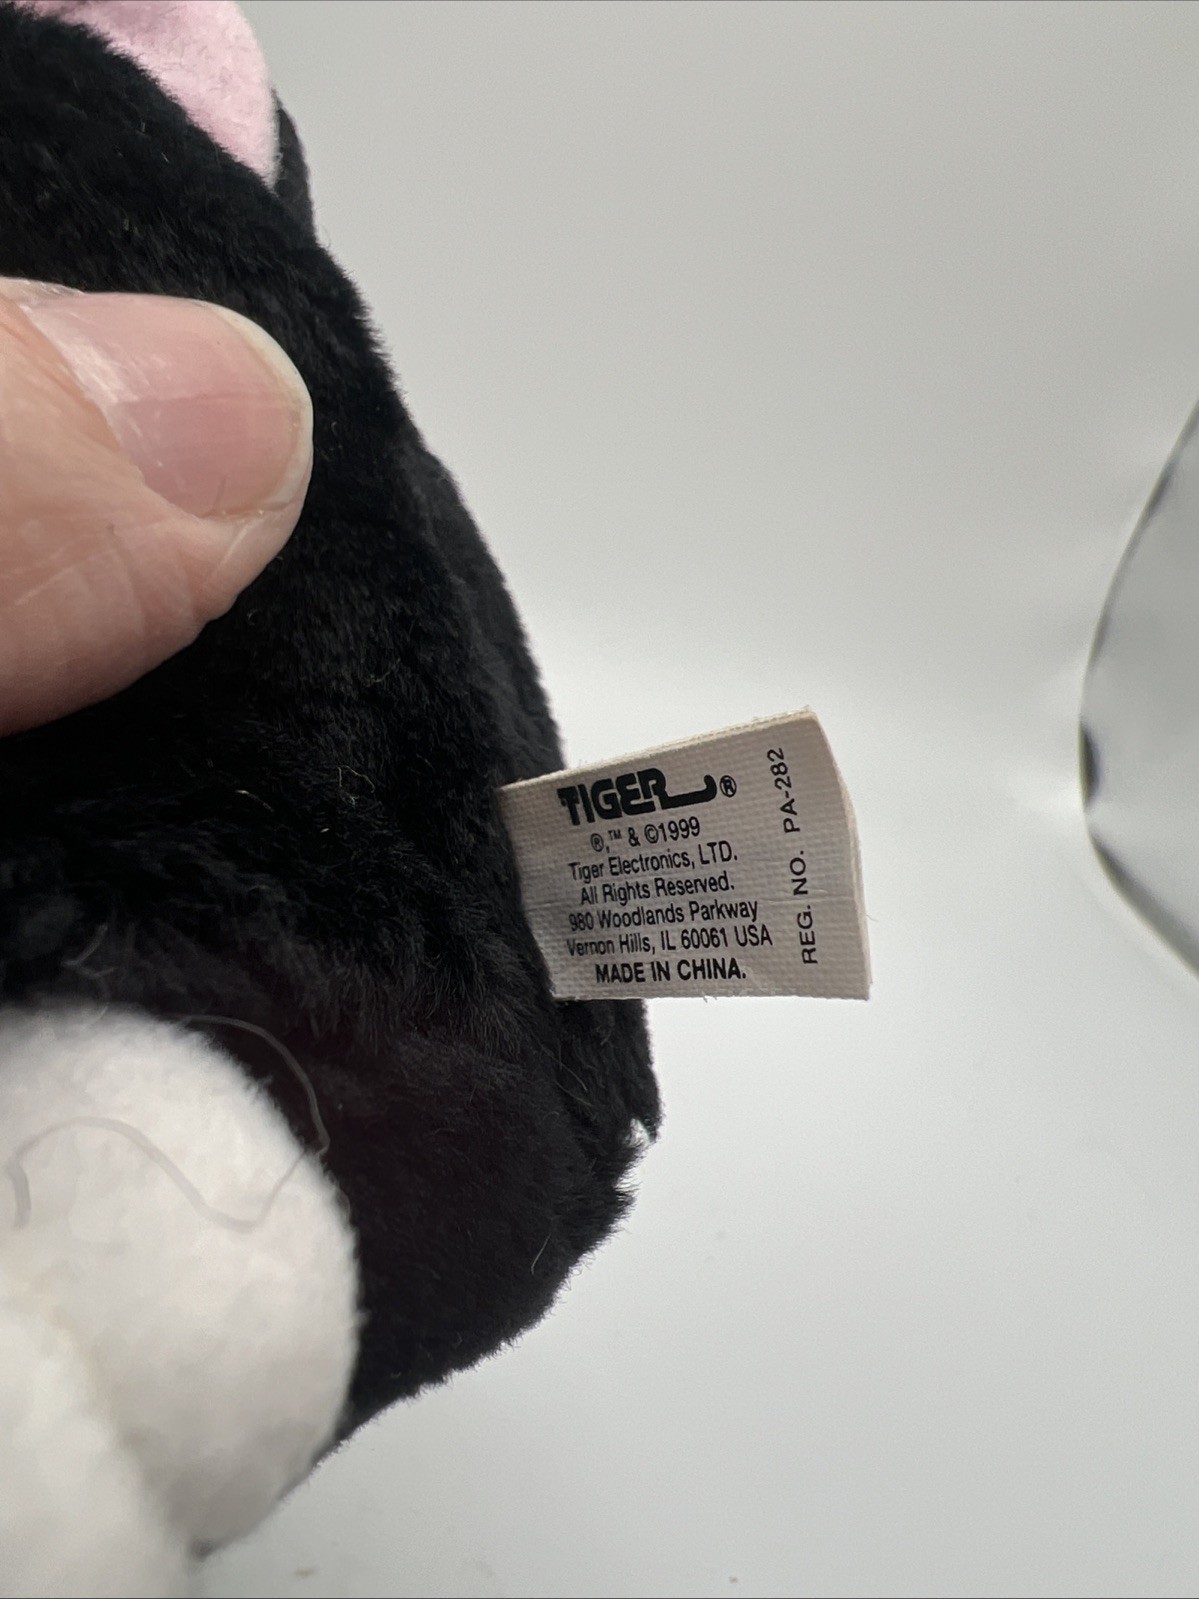 TIGER®
®,™ & ©1999
Tiger Electronics, LTD.
All Rights Reserved.
980 Woodlands Parkway
Vernon Hills, IL 60061 USA
MADE IN CHINA.
REG. NO. PA-282